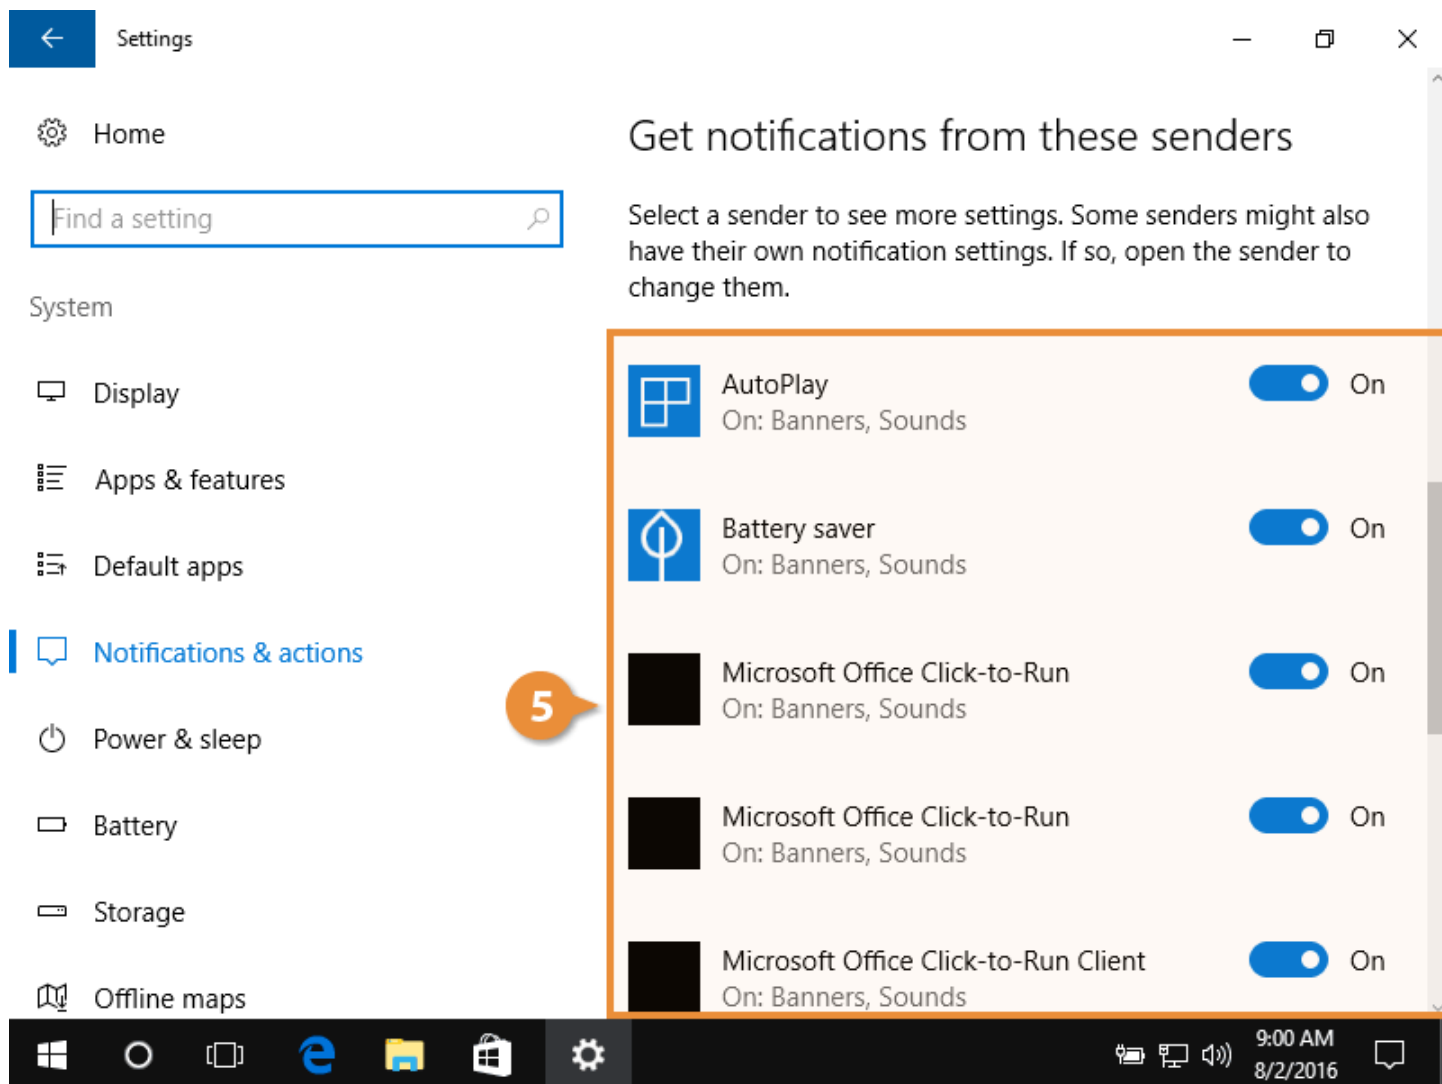 Settings
Home
Find a setting
System
Display
Apps & features
Default apps
Notifications & actions
Power & sleep
Battery
Storage
Offline maps
Get notifications from these senders
Select a sender to see more settings. Some senders might also
have their own notification settings. If so, open the sender to
change them.
5
AutoPlay
On: Banners, Sounds
On
Battery saver
On: Banners, Sounds
On
Microsoft Office Click-to-Run
On: Banners, Sounds
On
Microsoft Office Click-to-Run
On: Banners, Sounds
On
Microsoft Office Click-to-Run Client
On: Banners, Sounds
On
9:00 AM
8/2/2016